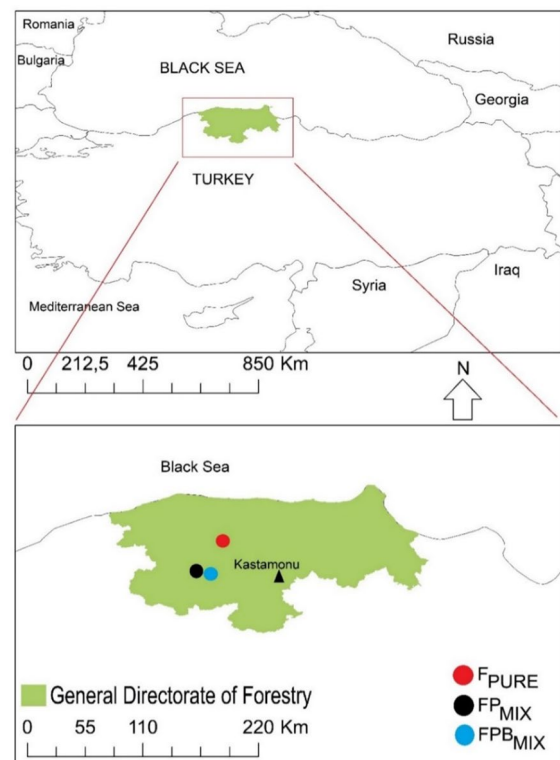 Romania
Bulgaria
BLACK SEA
Russia
Georgia
TURKEY
Mediterranean Sea
Syria
Iraq
0 212,5 425 850 Km
N
Black Sea
Kastamonu
General Directorate of Forestry
0 55 110 220 Km
FPURE
FPMIX
FPBMIX